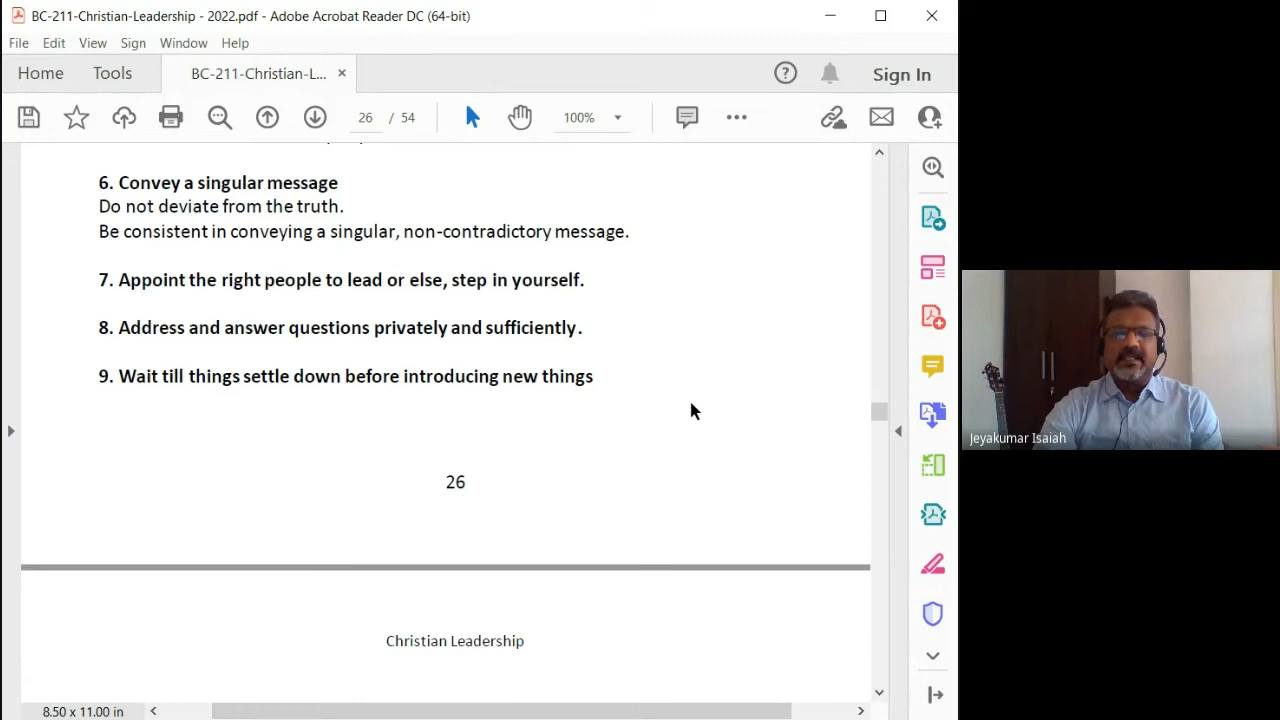 BC-211-Christian-Leadership - 2022.pdf - Adobe Acrobat Reader DC (64-bit)
File Edit View Sign Window Help
Home Tools BC-211-Christian-L... Sign In
26 / 54 100%
6. Convey a singular message
Do not deviate from the truth.
Be consistent in conveying a singular, non-contradictory message.
7. Appoint the right people to lead or else, step in yourself.
8. Address and answer questions privately and sufficiently.
9. Wait till things settle down before introducing new things
26
Christian Leadership
8.50 x 11.00 in
Jeyakumar Isaiah